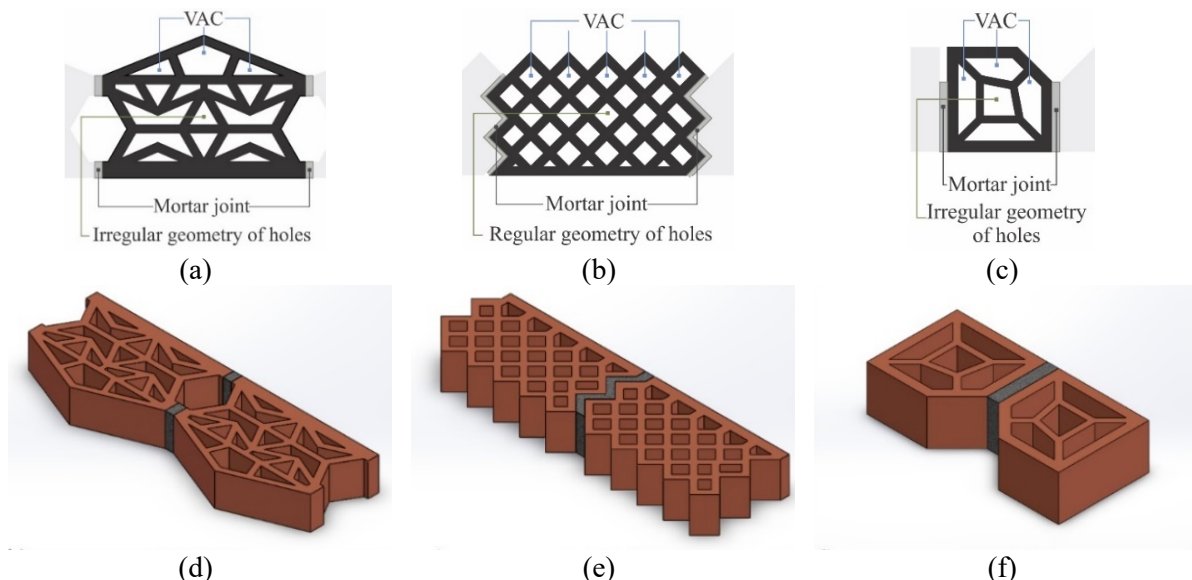 VAC
VAC
VAC
Mortar joint
Irregular geometry of holes
Mortar joint
Regular geometry of holes
Mortar joint
Irregular geometry
of holes
(a)
(b)
(c)
(d)
(e)
(f)